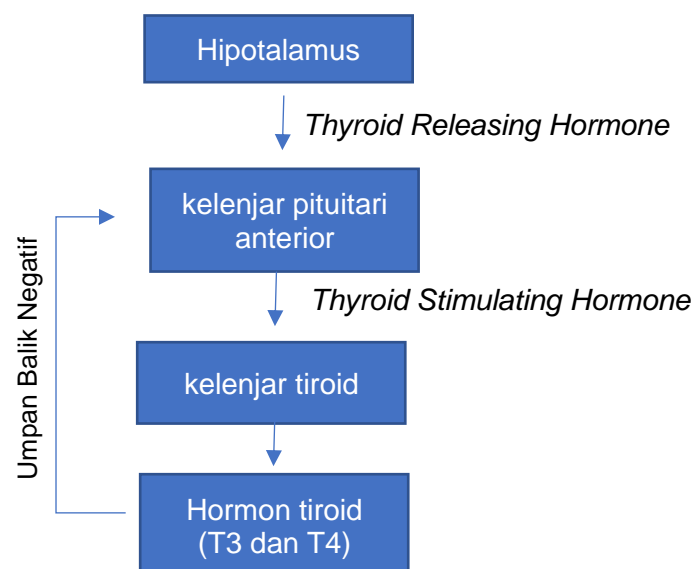 Hipotalamus
Thyroid Releasing Hormone
kelenjar pituitari
anterior
Umpan Balik Negatif
Thyroid Stimulating Hormone
kelenjar tiroid
Hormon tiroid
(T3 dan T4)